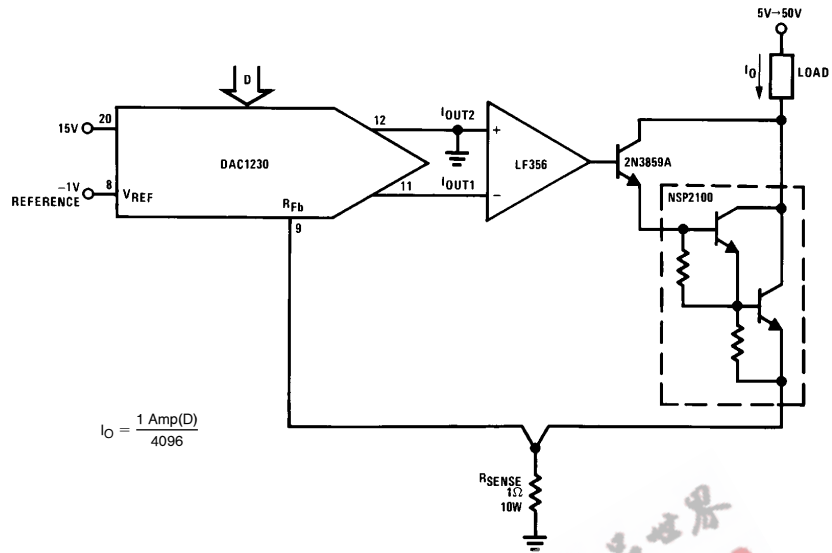 5V→50V
IO
LOAD
D
15V
20
DAC1230
12
IOUT2
+
LF356
2N3859A
-1V
REFERENCE
8
VREF
11
IOUT1
−
RFb
9
NSP2100
IO = 1 Amp(D)
4096
RSENSE
1Ω
10W